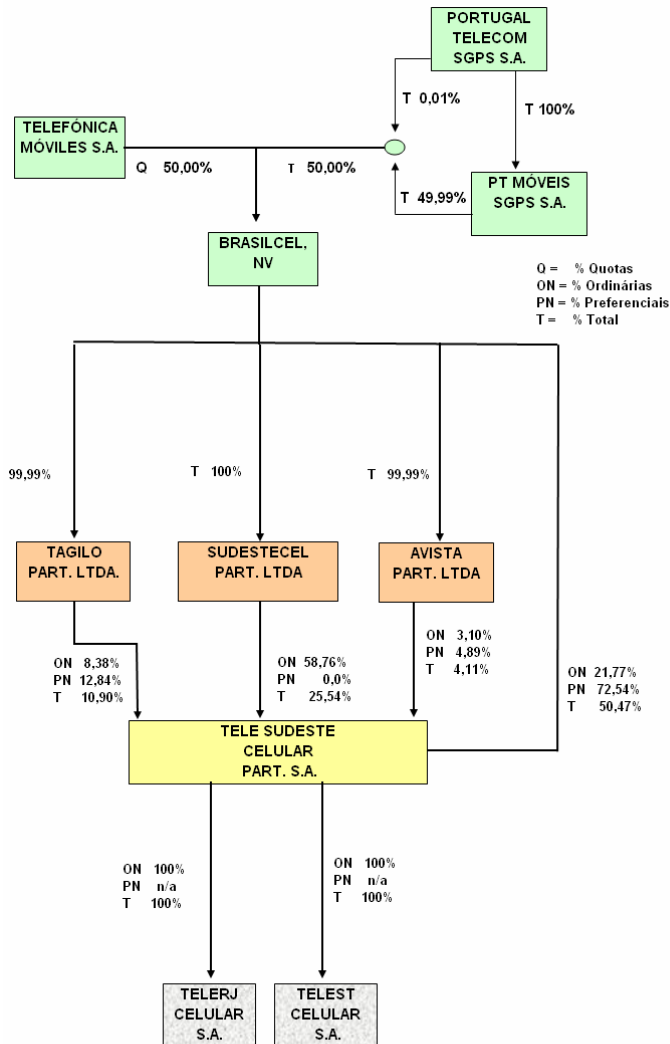 PORTUGAL
TELECOM
SGPS S.A.
T 0,01%
T 100%
TELEFÓNICA
MÓVILES S.A.
Q 50,00%
T 50,00%
T 49,99%
PT MÓVEIS
SGPS S.A.
BRASILCEL,
NV
Q = % Quotas
ON = % Ordinárias
PN = % Preferenciais
T = % Total
99,99%
T 100%
T 99,99%
TAGILO
PART. LTDA.
SUDESTECEL
PART. LTDA
AVISTA
PART. LTDA
ON 8,38%
PN 12,84%
T 10,90%
ON 58,76%
PN 0,0%
T 25,54%
ON 3,10%
PN 4,89%
T 4,11%
ON 21,77%
PN 72,54%
T 50,47%
TELE SUDESTE
CELULAR
PART. S.A.
ON 100%
PN n/a
T 100%
ON 100%
PN n/a
T 100%
TELERJ
CELULAR
S.A.
TELEST
CELULAR
S.A.